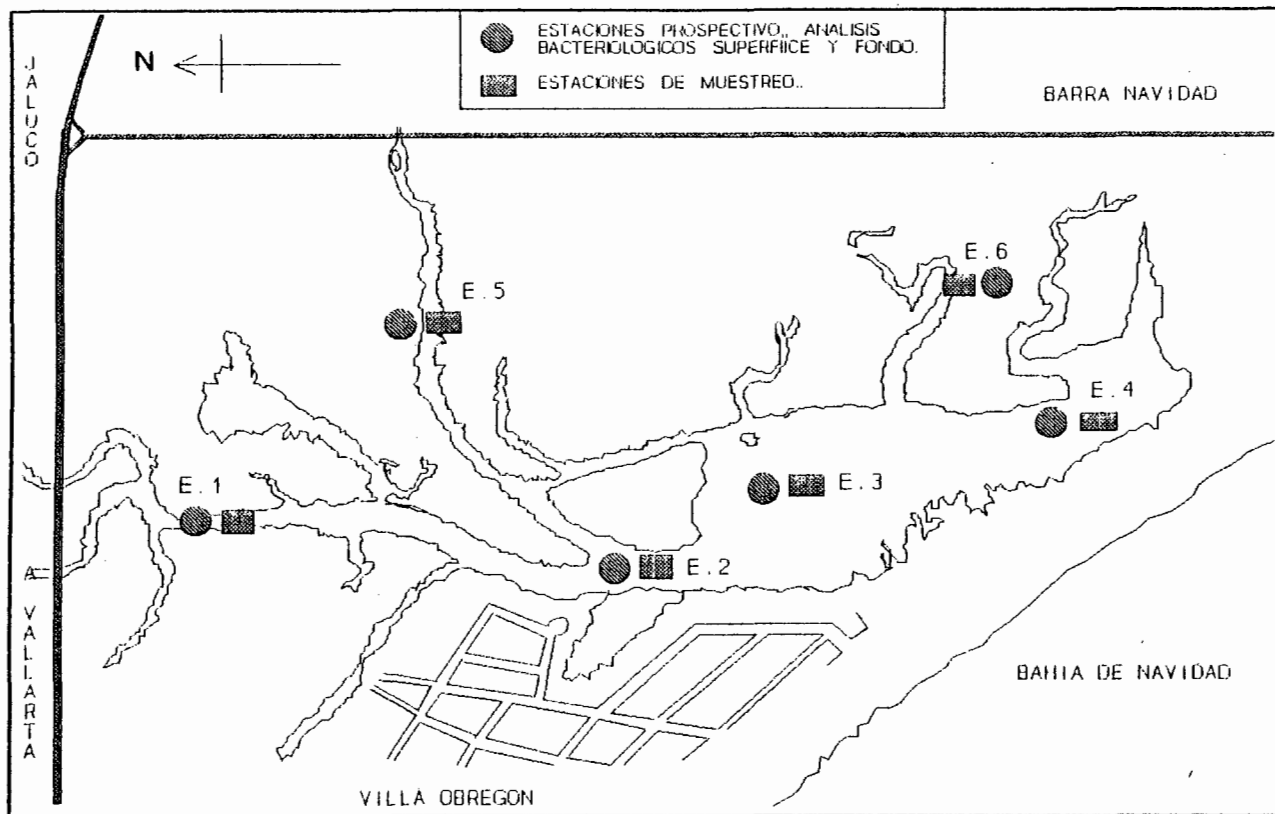 ESTACIONES PROSPECTIVO,, ANALISIS
BACTERIOLOGICOS SUPERFIICE Y FONDO.
ESTACIONES DE MUESTREO..
N
BARRA NAVIDAD
JALUCO
E.5
E.6
E.4
E.1
E.3
E.2
A VALLARTA
BAHIA DE NAVIDAD
VILLA OBREGON